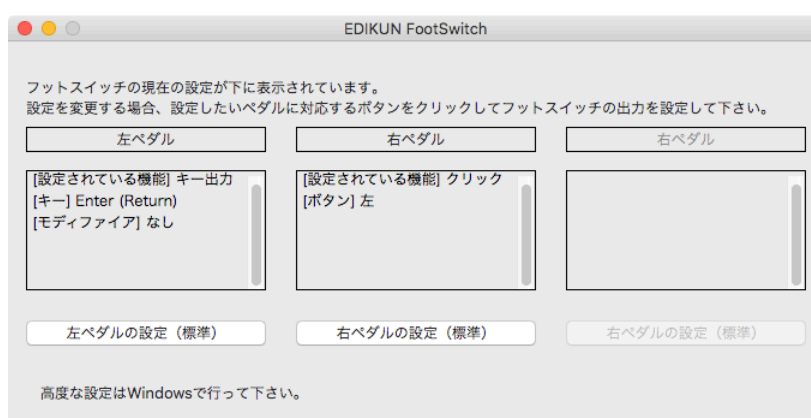 EDIKUN FootSwitch
フットスイッチの現在の設定が下に表示されています。
設定を変更する場合、設定したいペダルに対応するボタンをクリックしてフットスイッチの出力を設定して下さい。
左ペダル
右ペダル
右ペダル
[設定されている機能] キー出力
[キー] Enter (Return)
[モディファイア] なし
[設定されている機能] クリック
[ボタン] 左
左ペダルの設定（標準）
右ペダルの設定（標準）
右ペダルの設定（標準）
高度な設定はWindowsで行って下さい。